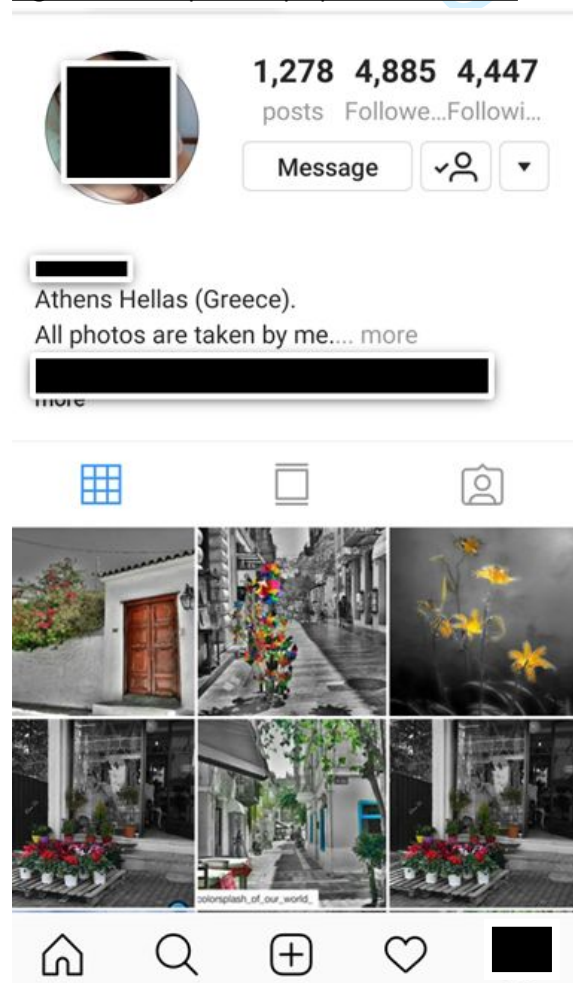 1,278 4,885 4,447
posts Followe... Followi...
Message
Athens Hellas (Greece).
All photos are taken by me.... more
more
colorsplash_of_our_world_